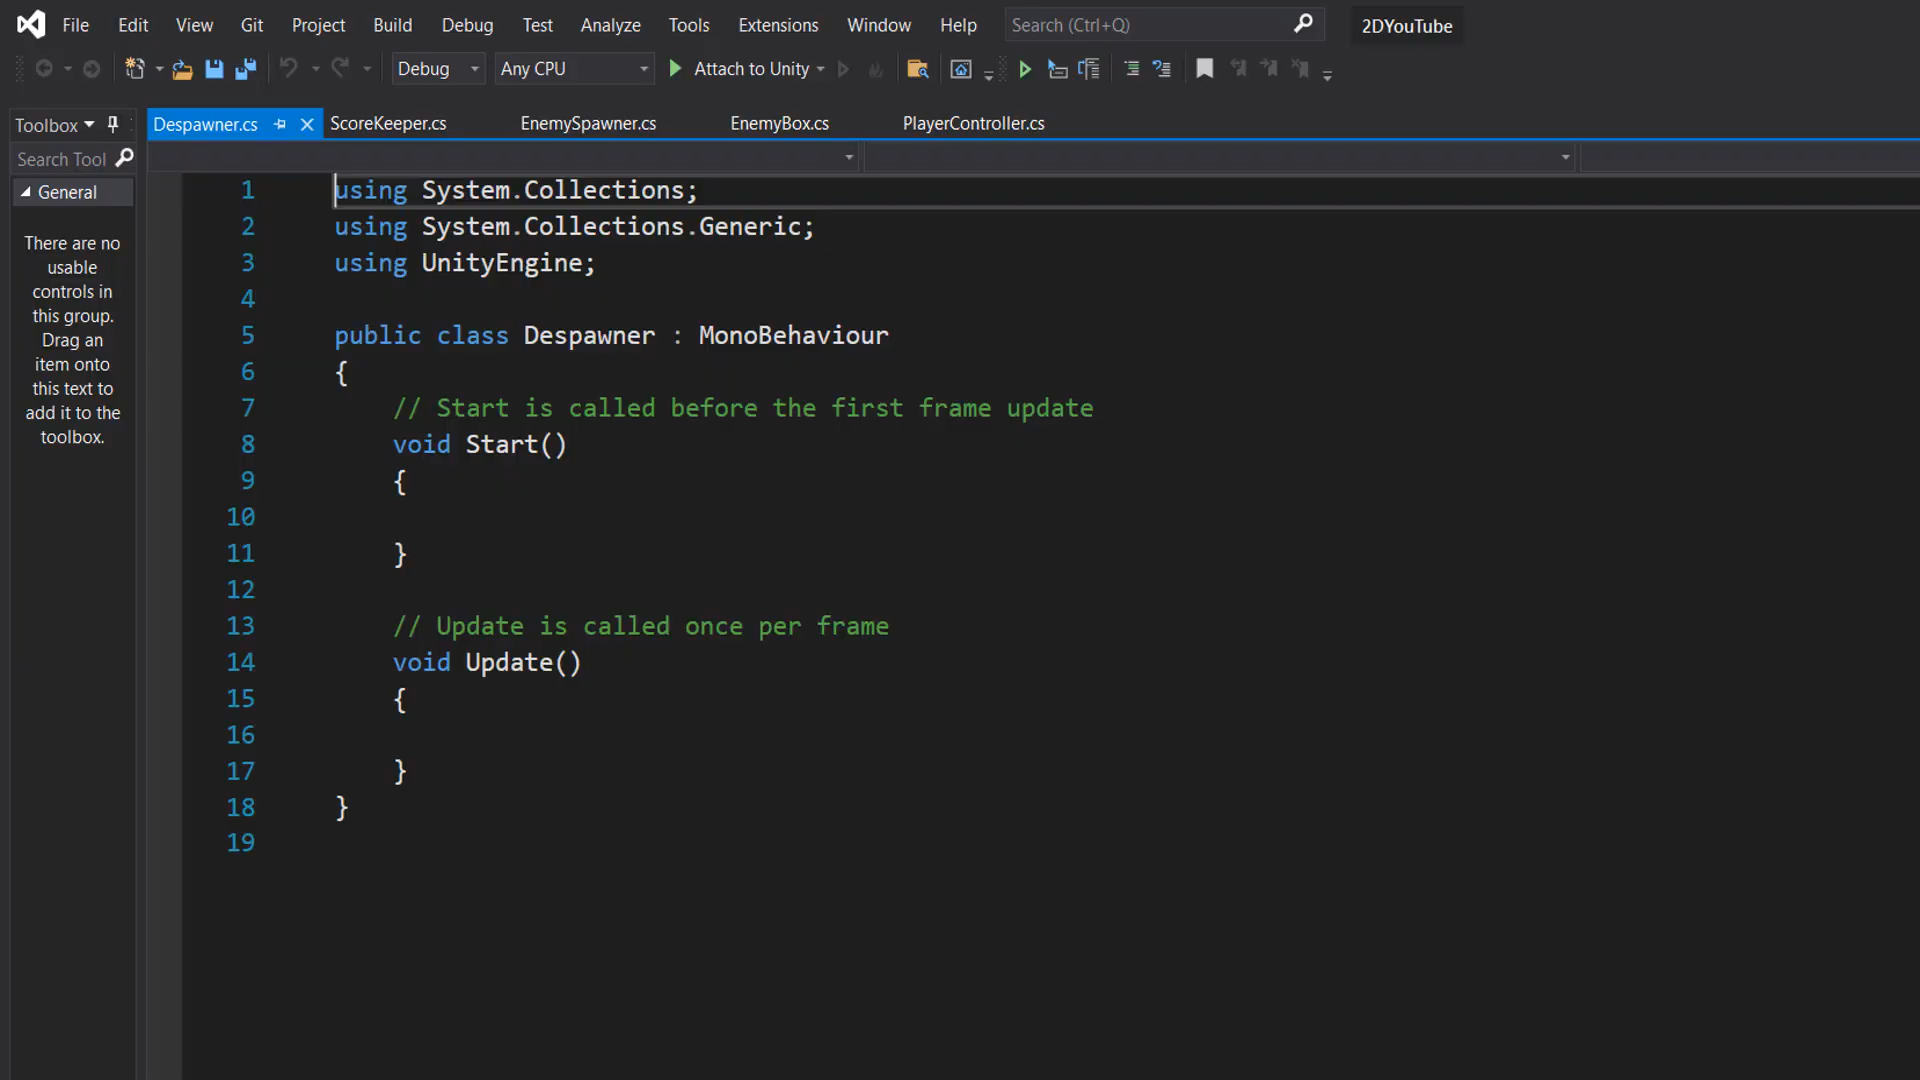 File Edit View Git Project Build Debug Test Analyze Tools Extensions Window Help Search (Ctrl+Q) 2DYouTube
Debug Any CPU Attach to Unity
Toolbox
Despawner.cs ScoreKeeper.cs EnemySpawner.cs EnemyBox.cs PlayerController.cs
Search Tool
General
There are no
usable
controls in
this group.
Drag an
item onto
this text to
add it to the
toolbox.
1 using System.Collections;
2 using System.Collections.Generic;
3 using UnityEngine;
4
5 public class Despawner : MonoBehaviour
6 {
7 // Start is called before the first frame update
8 void Start()
9 {
10
11 }
12
13 // Update is called once per frame
14 void Update()
15 {
16
17 }
18 }
19